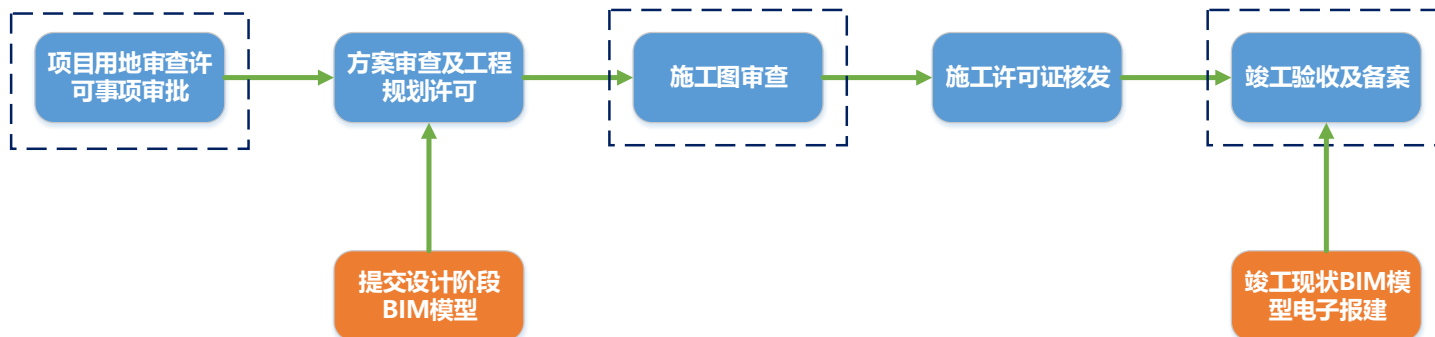 项目用地审查许
可事项审批
方案审查及工程
规划许可
施工图审查
施工许可证核发
竣工验收及备案
提交设计阶段
BIM模型
竣工现状BIM模
型电子报建